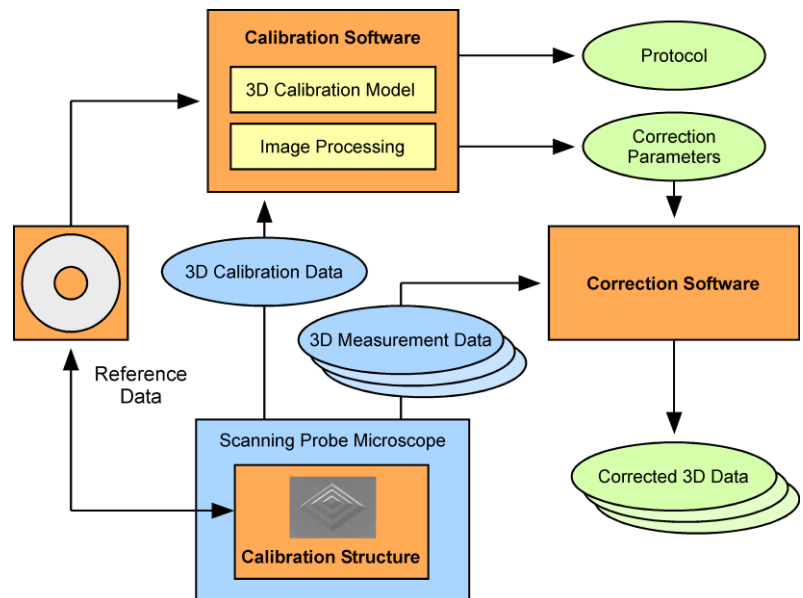 Calibration Software
3D Calibration Model
Image Processing
Protocol
Correction
Parameters
3D Calibration Data
Correction Software
3D Measurement Data
Reference
Data
Scanning Probe Microscope
Corrected 3D Data
Calibration Structure